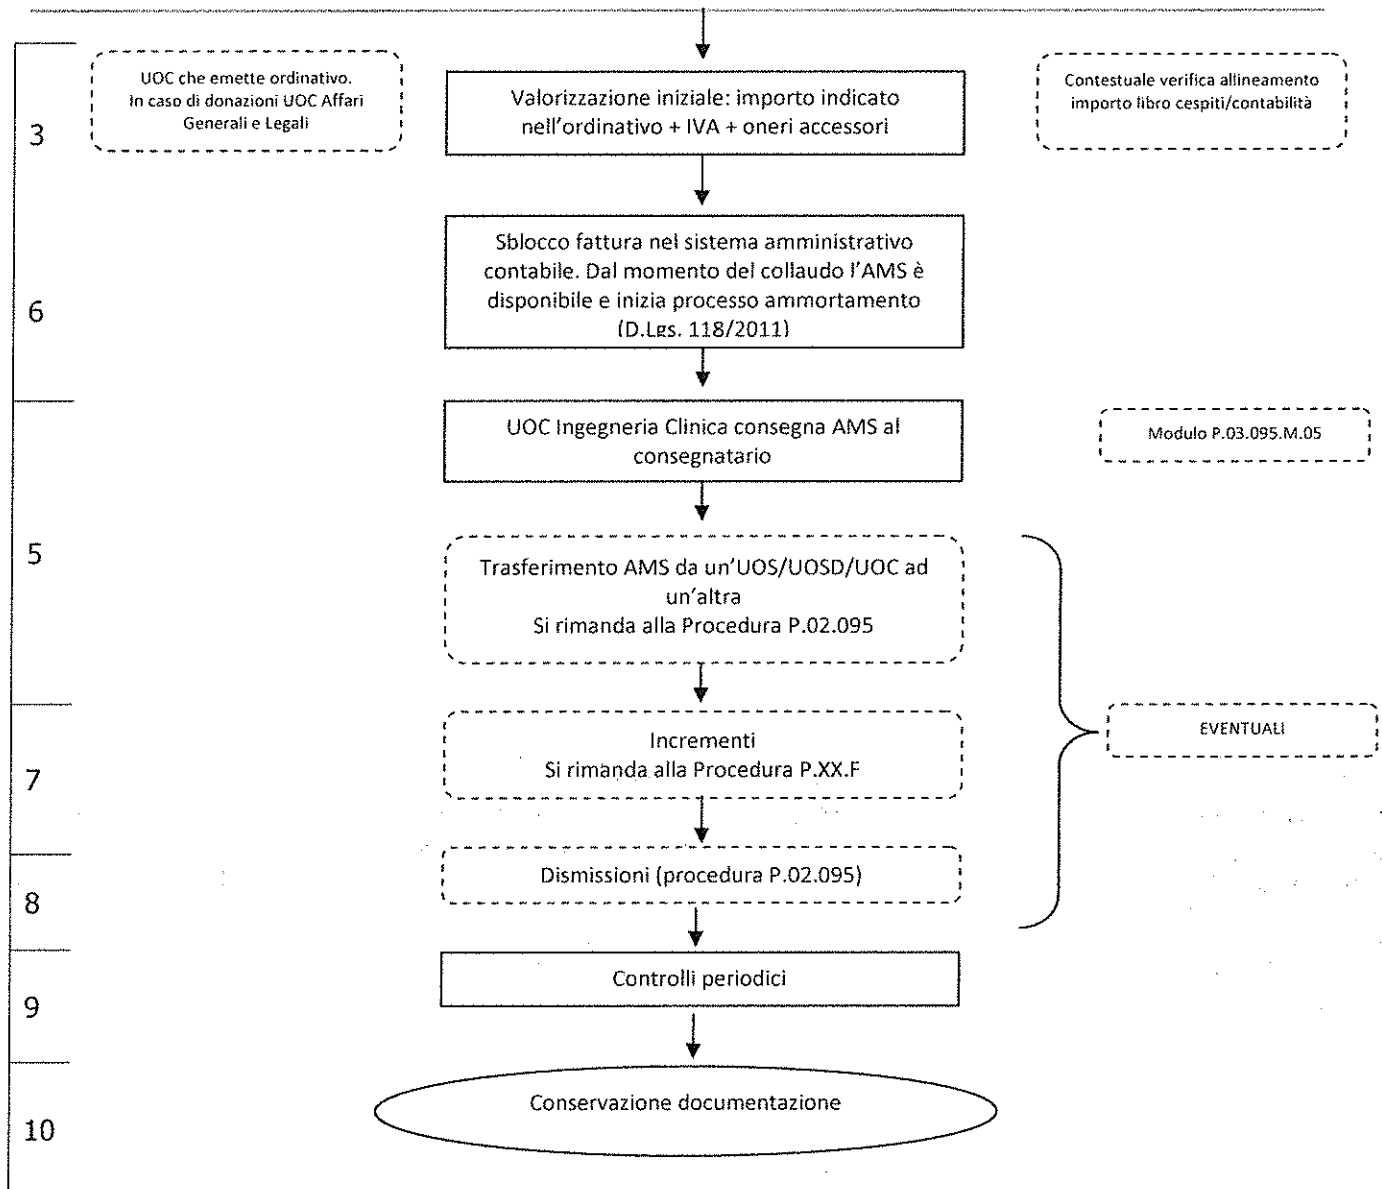 UOC che emette ordinativo.
In caso di donazioni UOC Affari
Generali e Legali
3
Valorizzazione iniziale: importo indicato
nell'ordinativo + IVA + oneri accessori
Contestuale verifica allineamento
importo libro cespiti/contabilità
6
Sblocco fattura nel sistema amministrativo
contabile. Dal momento del collaudo l'AMS è
disponibile e inizia processo ammortamento
(D.Lgs. 118/2011)
UOC Ingegneria Clinica consegna AMS al
consegnatario
Modulo P.03.095.M.05
5
Trasferimento AMS da un'UOS/UOSD/UOC ad
un'altra
Si rimanda alla Procedura P.02.095
7
Incrementi
Si rimanda alla Procedura P.XX.F
EVENTUALI
8
Dismissioni (procedura P.02.095)
9
Controlli periodici
10
Conservazione documentazione